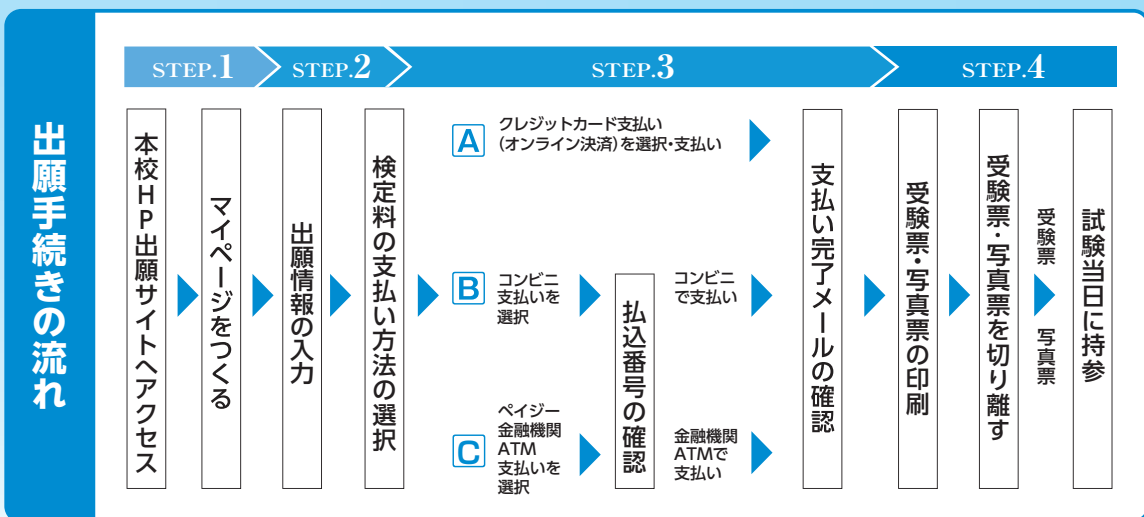 出願手続きの流れ
STEP.1
STEP.2
STEP.3
STEP.4
本校HP出願サイトへアクセス
マイページをつくる
出願情報の入力
検定料の支払い方法の選択
A
クレジットカード支払い
(オンライン決済)を選択・支払い
B
コンビニ
支払いを
選択
C
ペイジー
金融機関
ATM
支払いを
選択
払込番号の確認
コンビニ
で支払い
金融機関
ATMで
支払い
支払い完了メールの確認
受験票・写真票の印刷
受験票・写真票を切り離す
受験票
写真票
試験当日に持参